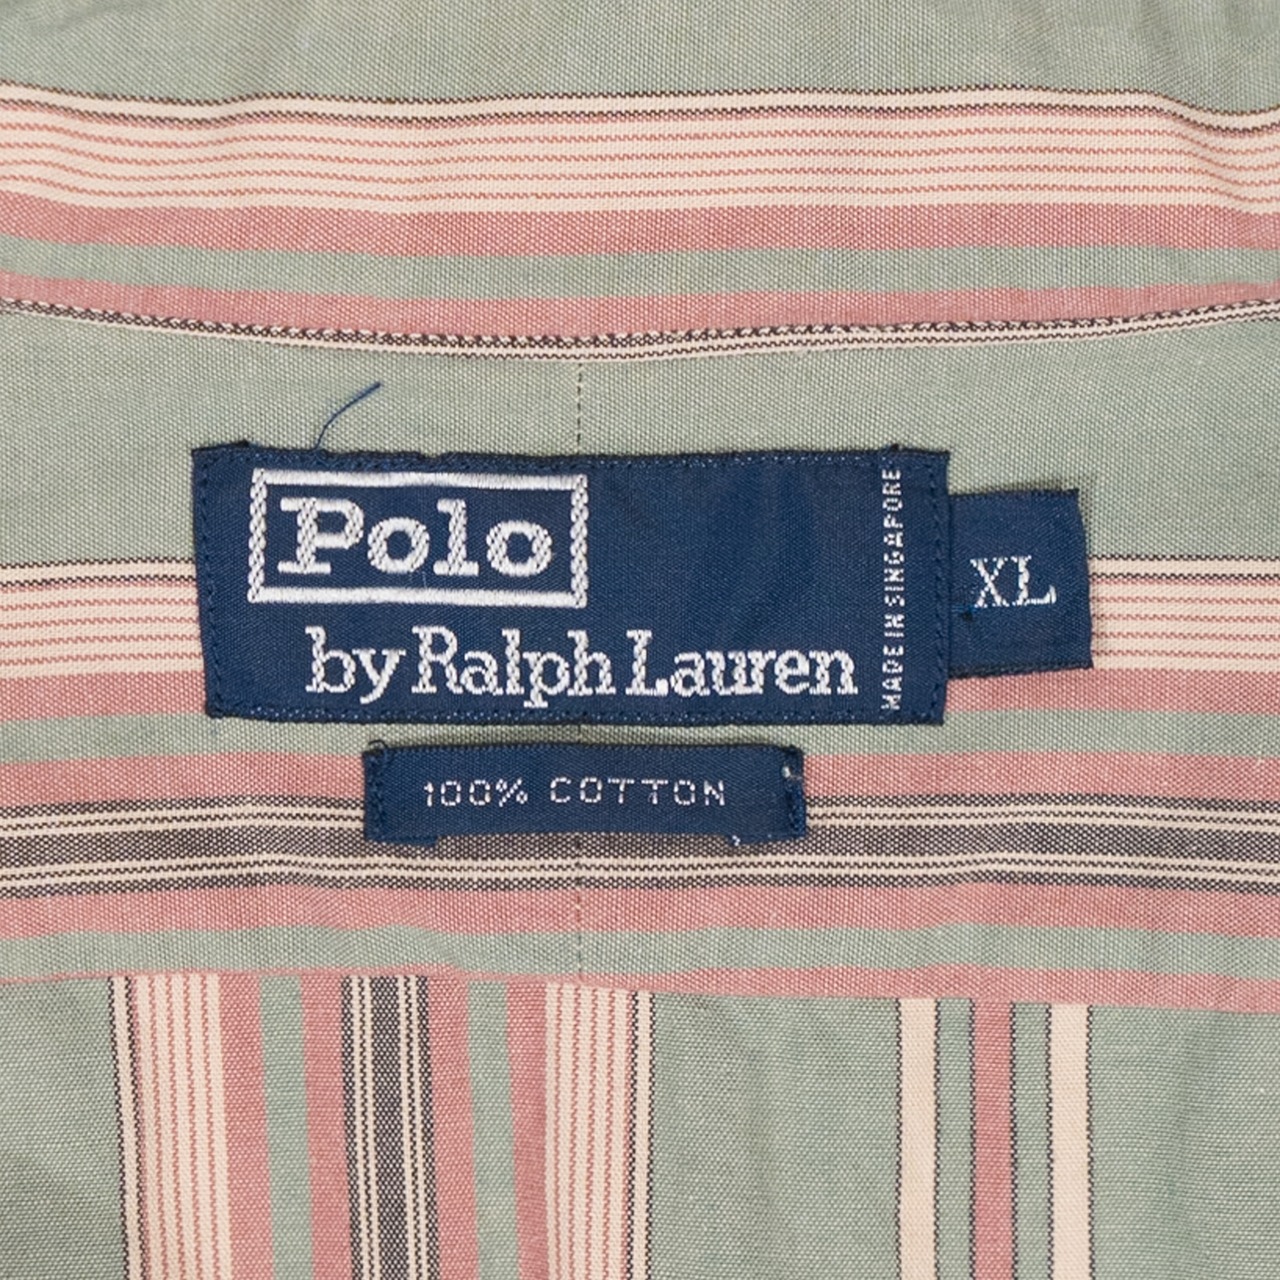 Polo
by Ralph Lauren
MADE IN SINGAPORE
XL
100% COTTON